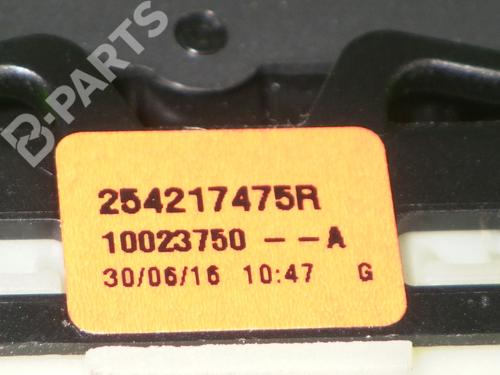 B-PARTS
254217475R
10023750 - - A
30/06/16 10:47 G